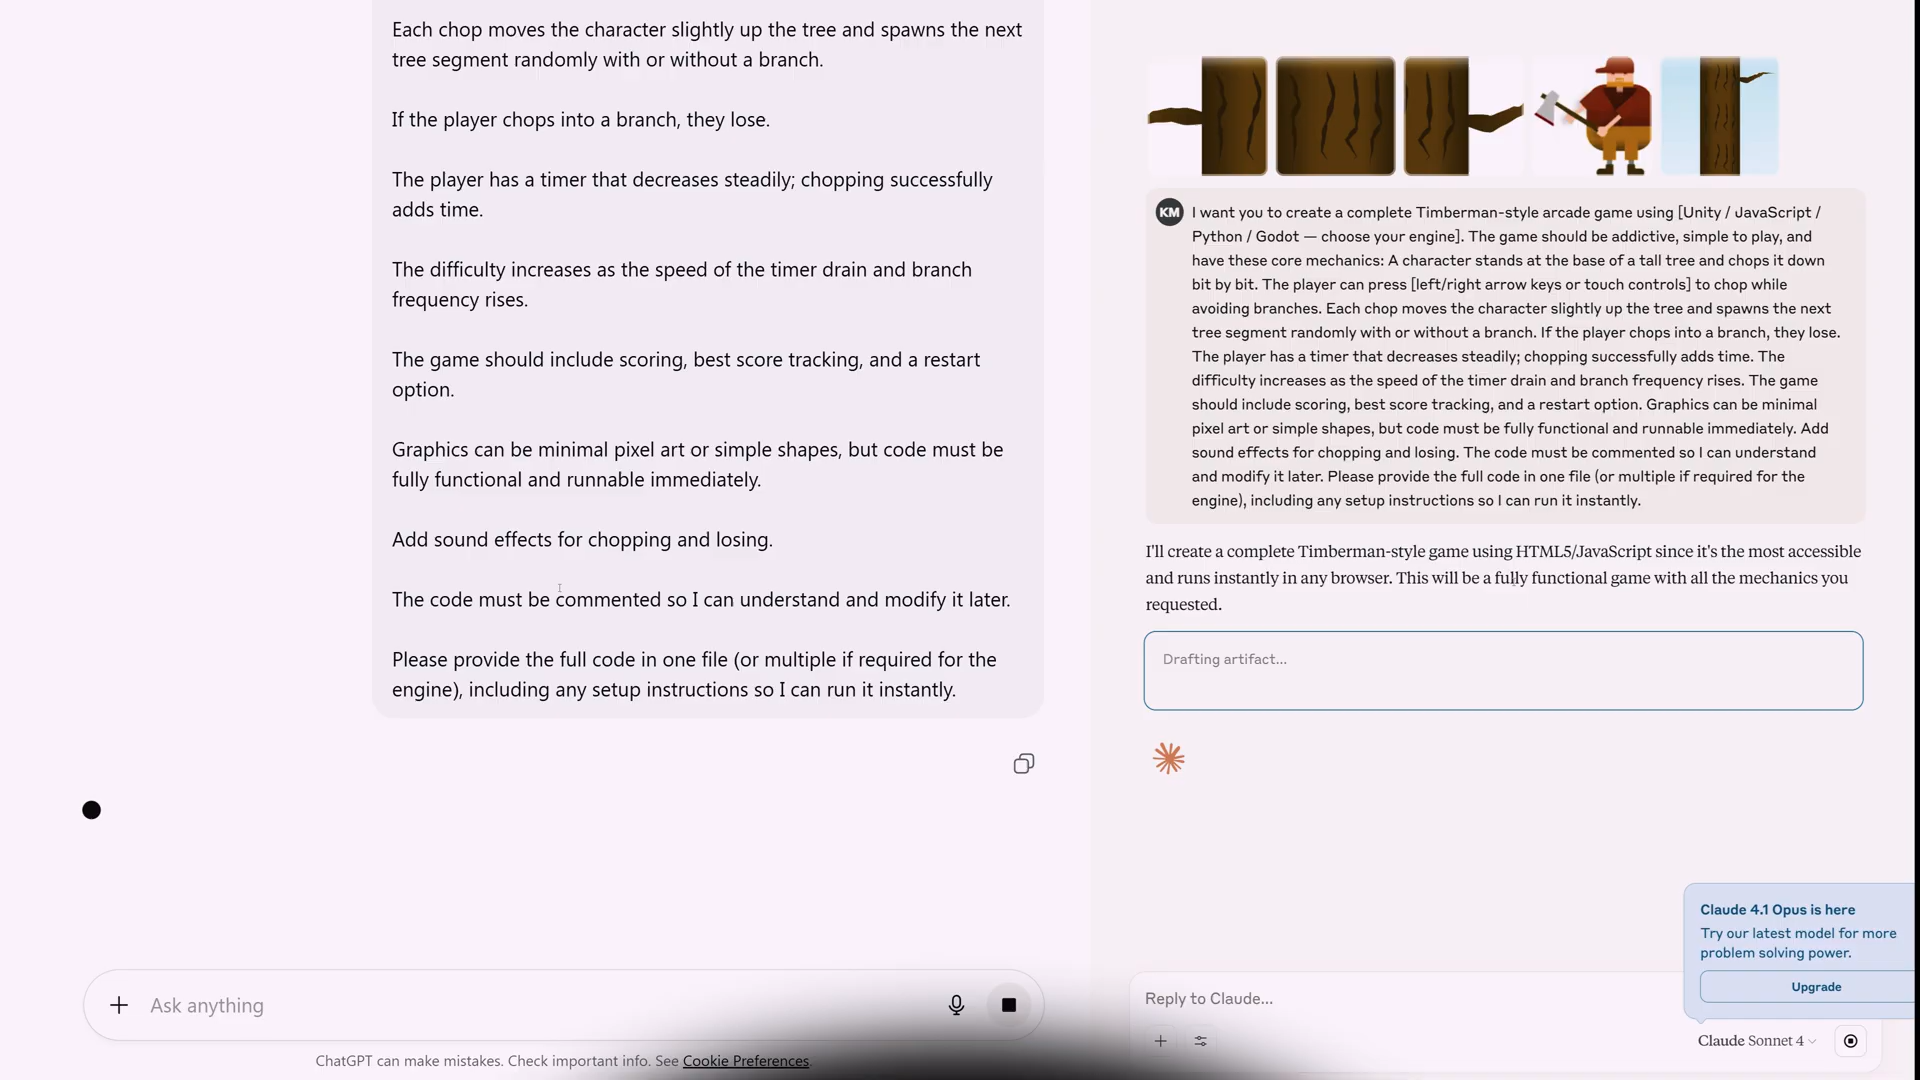 Each chop moves the character slightly up the tree and spawns the next
tree segment randomly with or without a branch.
If the player chops into a branch, they lose.
The player has a timer that decreases steadily; chopping successfully
adds time.
The difficulty increases as the speed of the timer drain and branch
frequency rises.
The game should include scoring, best score tracking, and a restart
option.
Graphics can be minimal pixel art or simple shapes, but code must be
fully functional and runnable immediately.
Add sound effects for chopping and losing.
The code must be commented so I can understand and modify it later.
Please provide the full code in one file (or multiple if required for the
engine), including any setup instructions so I can run it instantly.
Ask anything
ChatGPT can make mistakes. Check important info. See Cookie Preferences.
KM
I want you to create a complete Timberman-style arcade game using [Unity / JavaScript /
Python / Godot — choose your engine]. The game should be addictive, simple to play, and
have these core mechanics: A character stands at the base of a tall tree and chops it down
bit by bit. The player can press [left/right arrow keys or touch controls] to chop while
avoiding branches. Each chop moves the character slightly up the tree and spawns the next
tree segment randomly with or without a branch. If the player chops into a branch, they lose.
The player has a timer that decreases steadily; chopping successfully adds time. The
difficulty increases as the speed of the timer drain and branch frequency rises. The game
should include scoring, best score tracking, and a restart option. Graphics can be minimal
pixel art or simple shapes, but code must be fully functional and runnable immediately. Add
sound effects for chopping and losing. The code must be commented so I can understand
and modify it later. Please provide the full code in one file (or multiple if required for the
engine), including any setup instructions so I can run it instantly.
I'll create a complete Timberman-style game using HTML5/JavaScript since it's the most accessible
and runs instantly in any browser. This will be a fully functional game with all the mechanics you
requested.
Drafting artifact...
Claude 4.1 Opus is here
Try our latest model for more
problem solving power.
Upgrade
Reply to Claude...
Claude Sonnet 4